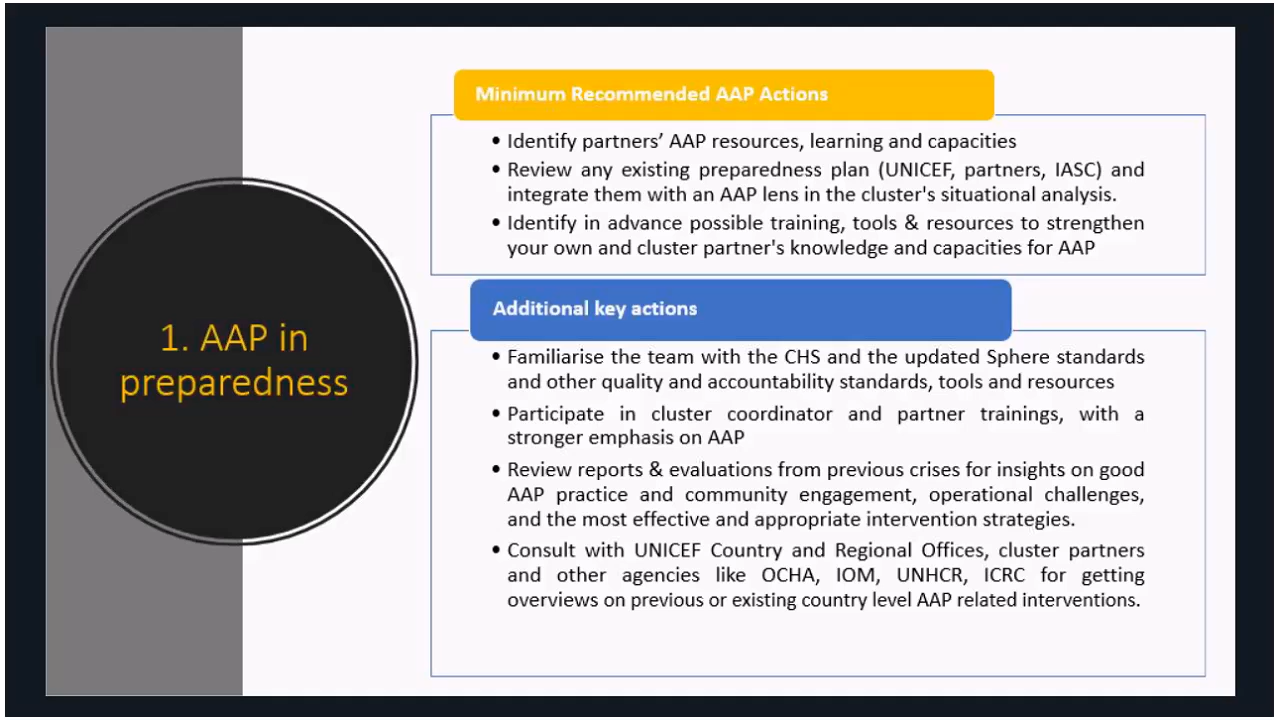 1. AAP in
preparedness
Minimum Recommended AAP Actions
• Identify partners’ AAP resources, learning and capacities
• Review any existing preparedness plan (UNICEF, partners, IASC) and
integrate them with an AAP lens in the cluster's situational analysis.
• Identify in advance possible training, tools & resources to strengthen
your own and cluster partner's knowledge and capacities for AAP
Additional key actions
• Familiarise the team with the CHS and the updated Sphere standards
and other quality and accountability standards, tools and resources
• Participate in cluster coordinator and partner trainings, with a
stronger emphasis on AAP
• Review reports & evaluations from previous crises for insights on good
AAP practice and community engagement, operational challenges,
and the most effective and appropriate intervention strategies.
• Consult with UNICEF Country and Regional Offices, cluster partners
and other agencies like OCHA, IOM, UNHCR, ICRC for getting
overviews on previous or existing country level AAP related interventions.